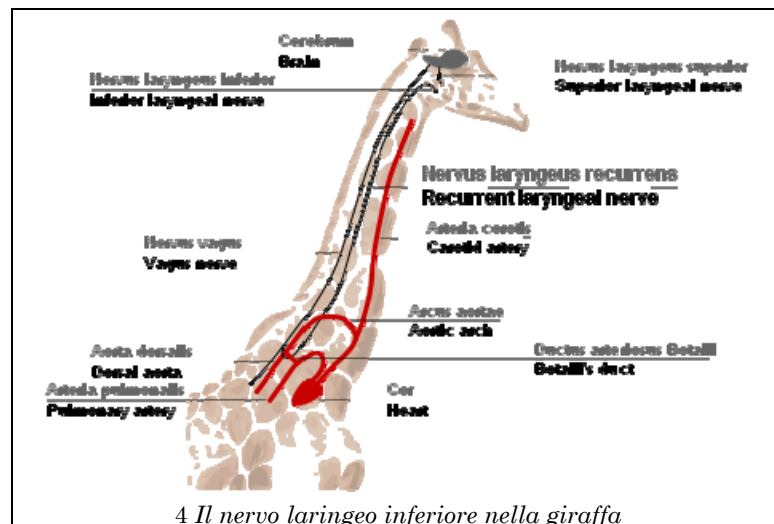 Cerebrum
Brain
Nervus laryngeus inferior
Inferior laryngeal nerve
Nervus laryngeus superior
Superior laryngeal nerve
Nervus laryngeus recurrens
Recurrent laryngeal nerve
Arteria carotis
Carotid artery
Nervus vagus
Vagus nerve
Arcus aortae
Aortic arch
Aorta dorsalis
Dorsal aorta
Ductus arteriosus Botalli
Botalli's duct
Arteria pulmonalis
Pulmonary artery
Cor
Heart
4 Il nervo laringeo inferiore nella giraffa